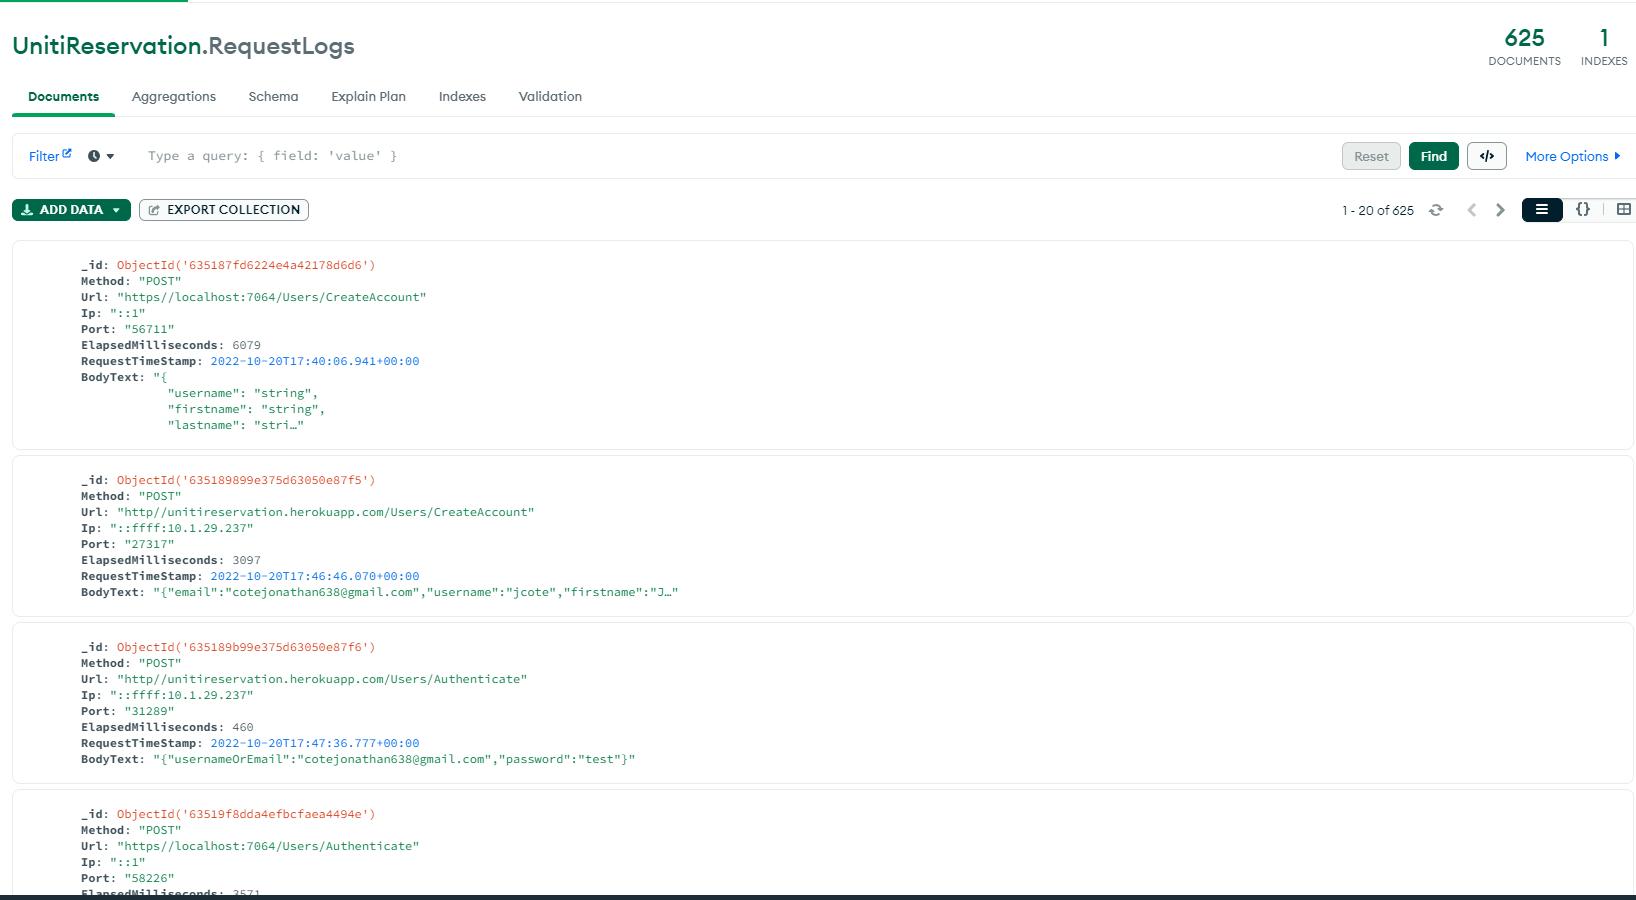 UnitiReservation.RequestLogs
625
DOCUMENTS
1
INDEXES
Documents Aggregations Schema Explain Plan Indexes Validation
Filter Type a query: { field: 'value' } Reset Find </> More Options
ADD DATA EXPORT COLLECTION 1 - 20 of 625 {}
_id: ObjectId('635187fd6224e4a42178d6d6')
Method: "POST"
Url: "https//localhost:7064/Users/CreateAccount"
Ip: "::1"
Port: "56711"
ElapsedMilliseconds: 6079
RequestTimeStamp: 2022-10-20T17:40:06.941+00:00
BodyText: "{
"username": "string",
"firstname": "string",
"lastname": "stri…"
_id: ObjectId('635189899e375d63050e87f5')
Method: "POST"
Url: "http//unitireservation.herokuapp.com/Users/CreateAccount"
Ip: "::ffff:10.1.29.237"
Port: "27317"
ElapsedMilliseconds: 3097
RequestTimeStamp: 2022-10-20T17:46:46.070+00:00
BodyText: "{"email":"cotejonathan638@gmail.com","username":"jcote","firstname":"J…"
_id: ObjectId('635189b99e375d63050e87f6')
Method: "POST"
Url: "http//unitireservation.herokuapp.com/Users/Authenticate"
Ip: "::ffff:10.1.29.237"
Port: "31289"
ElapsedMilliseconds: 460
RequestTimeStamp: 2022-10-20T17:47:36.777+00:00
BodyText: "{"usernameOrEmail":"cotejonathan638@gmail.com","password":"test"}"
_id: ObjectId('63519f8dda4efbcfaea4494e')
Method: "POST"
Url: "https//localhost:7064/Users/Authenticate"
Ip: "::1"
Port: "58226"
ElapsedMilliseconds: 3571